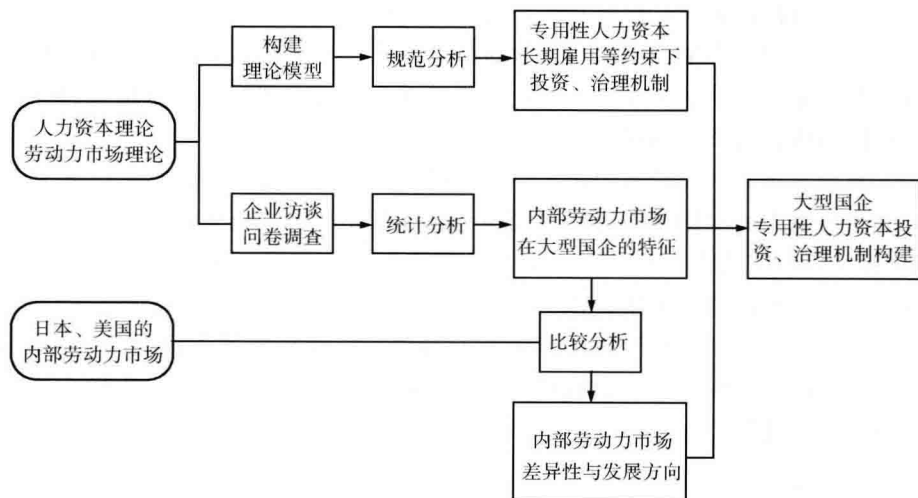 构建
理论模型
规范分析
专用性人力资本
长期雇用等约束下
投资、治理机制
人力资本理论
劳动力市场理论
企业访谈
问卷调查
统计分析
内部劳动力市场
在大型国企的特征
大型国企
专用性人力资本投
资、治理机制构建
日本、美国的
内部劳动力市场
比较分析
内部劳动力市场
差异性与发展方向